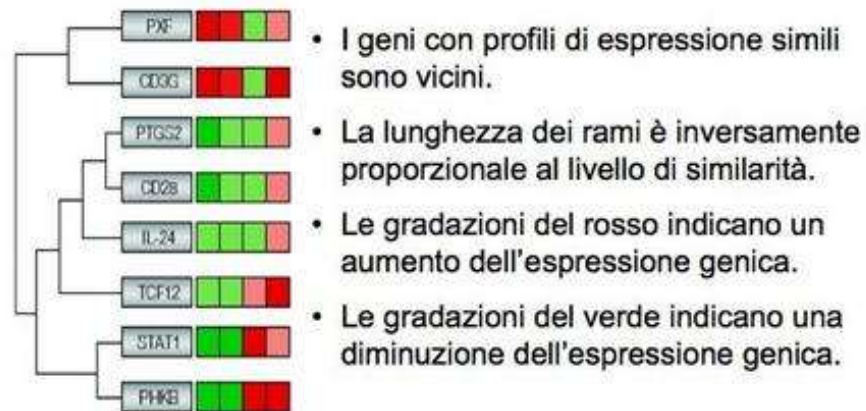 PXF
CD3G
PTGS2
CD28
IL-24
TCF12
STAT1
PHKB
• I geni con profili di espressione simili
sono vicini.
• La lunghezza dei rami è inversamente
proporzionale al livello di similarità.
• Le gradazioni del rosso indicano un
aumento dell'espressione genica.
• Le gradazioni del verde indicano una
diminuzione dell'espressione genica.